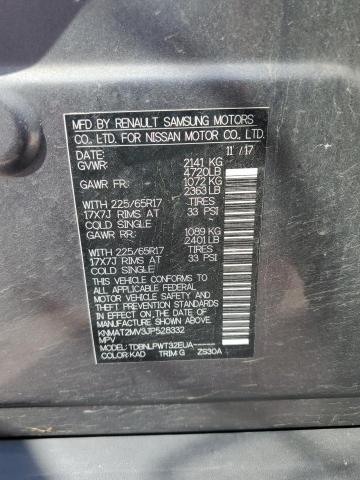 MFD BY RENAULT SAMSUNG MOTORS
CO., LTD. FOR NISSAN MOTOR CO., LTD.
DATE: 11 /17
GVWR: 2141 KG
4720LB
GAWR FR: 1072 KG
2363 LB
WITH 225/65R17 TIRES
17X7J RIMS AT 33 PSI
COLD SINGLE
GAWR RR: 1089 KG
2401 LB
WITH 225/65R17 TIRES
17X7J RIMS AT 33 PSI
COLD SINGLE
THIS VEHICLE CONFORMS TO ALL
APPLICABLE FEDERAL MOTOR
VEHICLE SAFETY, BUMPER, AND
THEFT PREVENTION STANDARDS
IN EFFECT ON THE DATE OF
MANUFACTURE SHOWN ABOVE.
KNMAT2MV3JP528332
MPV
MODEL: TDBNLPWT32EUA------
COLOR: KAD TRIM: G ZS30A